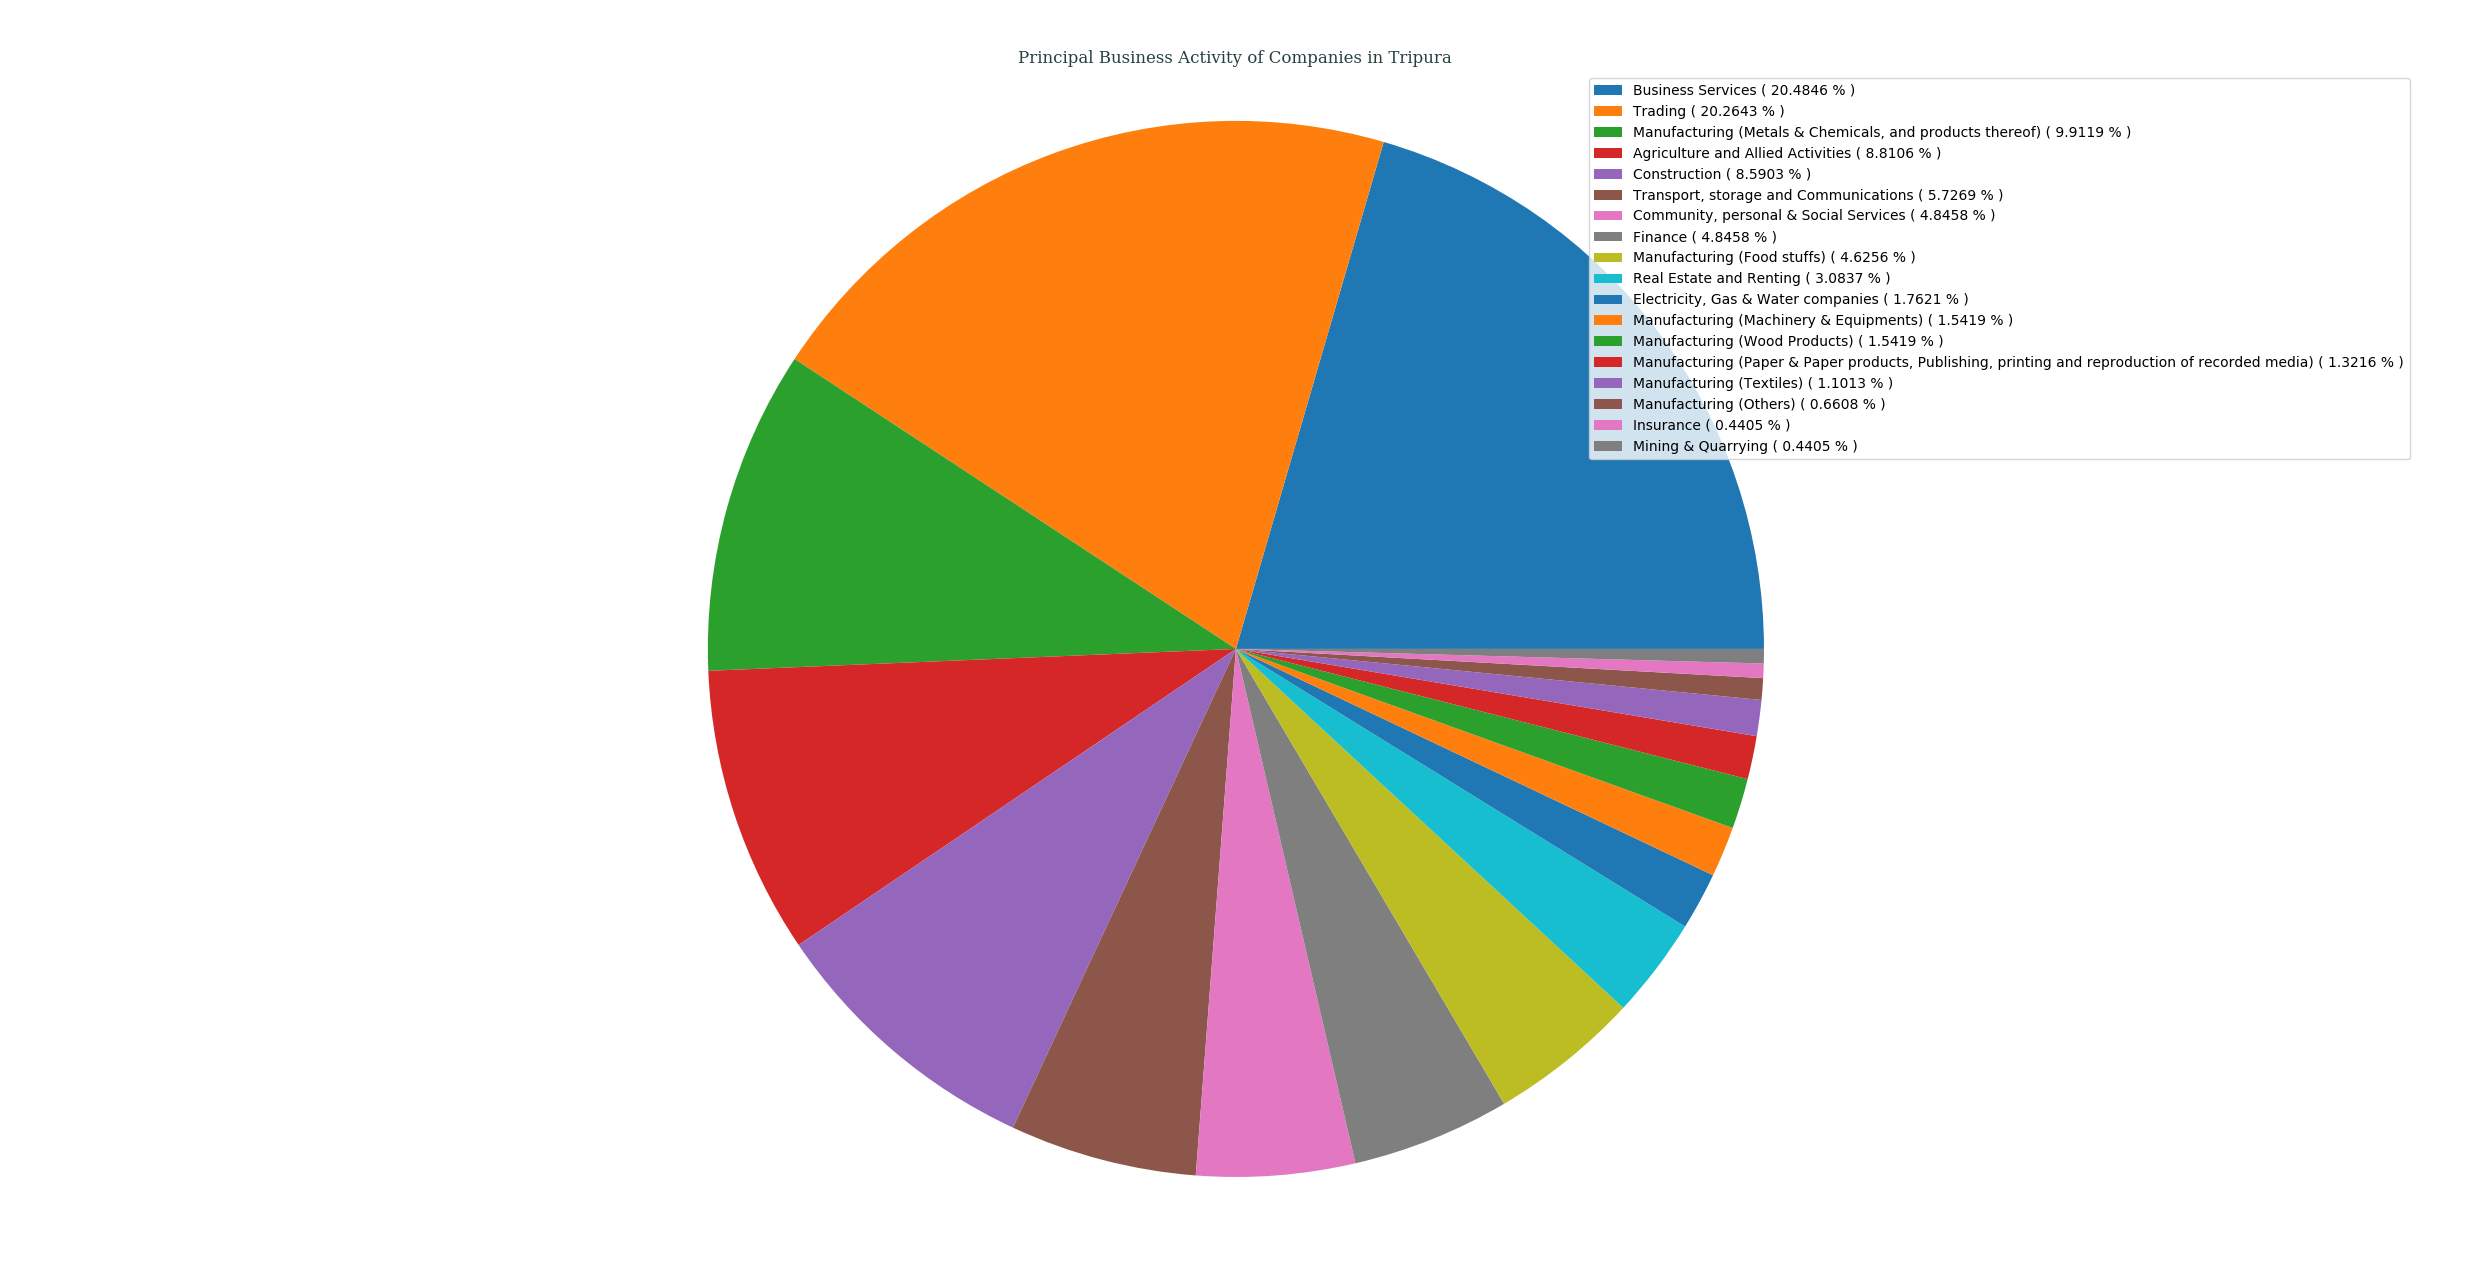 Principal Business Activity of Companies in Tripura
Business Services ( 20.4846 % )
Trading ( 20.2643 % )
Manufacturing (Metals & Chemicals, and products thereof) ( 9.9119 % )
Agriculture and Allied Activities ( 8.8106 % )
Construction ( 8.5903 % )
Transport, storage and Communications ( 5.7269 % )
Community, personal & Social Services ( 4.8458 % )
Finance ( 4.8458 % )
Manufacturing (Food stuffs) ( 4.6256 % )
Real Estate and Renting ( 3.0837 % )
Electricity, Gas & Water companies ( 1.7621 % )
Manufacturing (Machinery & Equipments) ( 1.5419 % )
Manufacturing (Wood Products) ( 1.5419 % )
Manufacturing (Paper & Paper products, Publishing, printing and reproduction of recorded media) ( 1.3216 % )
Manufacturing (Textiles) ( 1.1013 % )
Manufacturing (Others) ( 0.6608 % )
Insurance ( 0.4405 % )
Mining & Quarrying ( 0.4405 % )